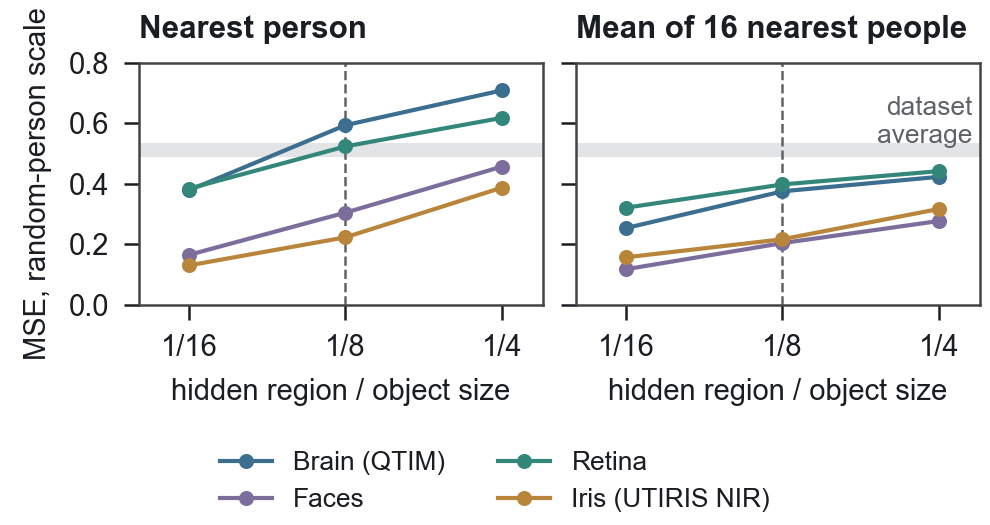 Nearest person
Mean of 16 nearest people
MSE, random-person scale
0.8
0.6
0.4
0.2
0.0
dataset
average
1/16
1/8
1/4
1/16
1/8
1/4
hidden region / object size
hidden region / object size
Brain (QTIM)
Retina
Faces
Iris (UTIRIS NIR)